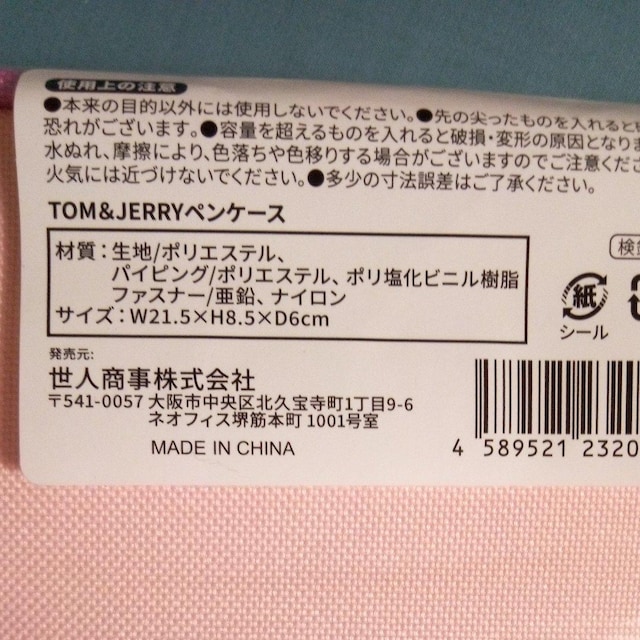 使用上の注意
●本来の目的以外には使用しないでください。●先の尖ったものを入れると
恐れがございます。●容量を超えるものを入れると破損・変形の原因となりま
水ぬれ、摩擦により、色落ちや色移りする場合がございますのでご注意くださ
火気には近づけないでください。●多少の寸法誤差はご了承ください。
TOM&JERRYペンケース
材質：生地/ポリエステル、
パイピング/ポリエステル、ポリ塩化ビニル樹脂
ファスナー/亜鉛、ナイロン
サイズ：W21.5×H8.5×D6cm
検針
紙
シール
発売元:
世人商事株式会社
〒541-0057 大阪市中央区北久宝寺町1丁目9-6
ネオフィス堺筋本町 1001号室
MADE IN CHINA
4 589521 2320